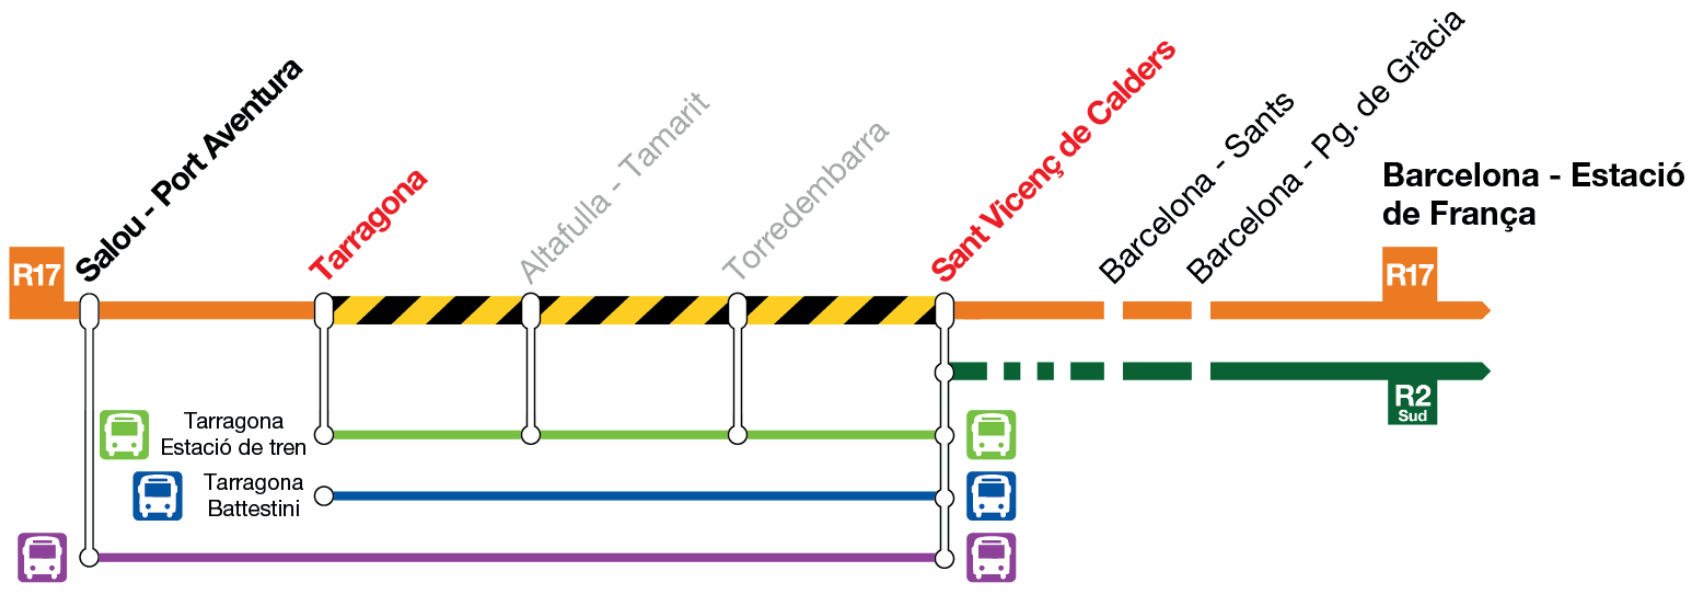 Salou - Port Aventura
Tarragona
Altafulla - Tamarit
Torredembarra
Sant Vicenç de Calders
Barcelona - Sants
Barcelona - Pg. de Gràcia
Barcelona - Estació
de França
R17
R17
R2
Sud
Tarragona
Estació de tren
Tarragona
Battestini